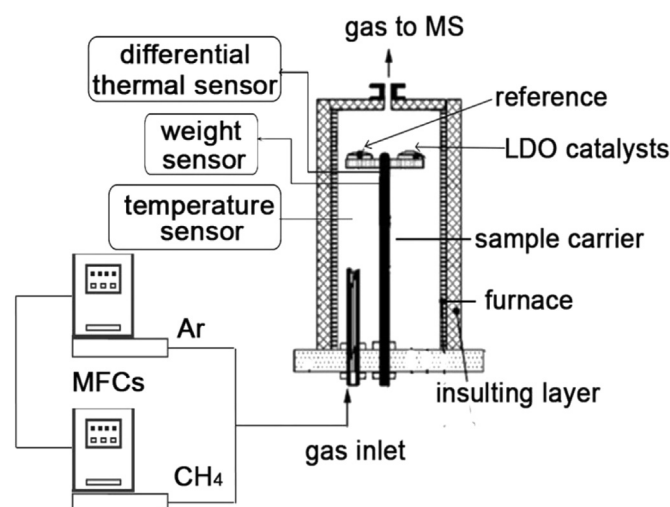 gas to MS
differential
thermal sensor
reference
weight
sensor
LDO catalysts
temperature
sensor
sample carrier
furnace
Ar
MFCs
insulting layer
gas inlet
CH₄